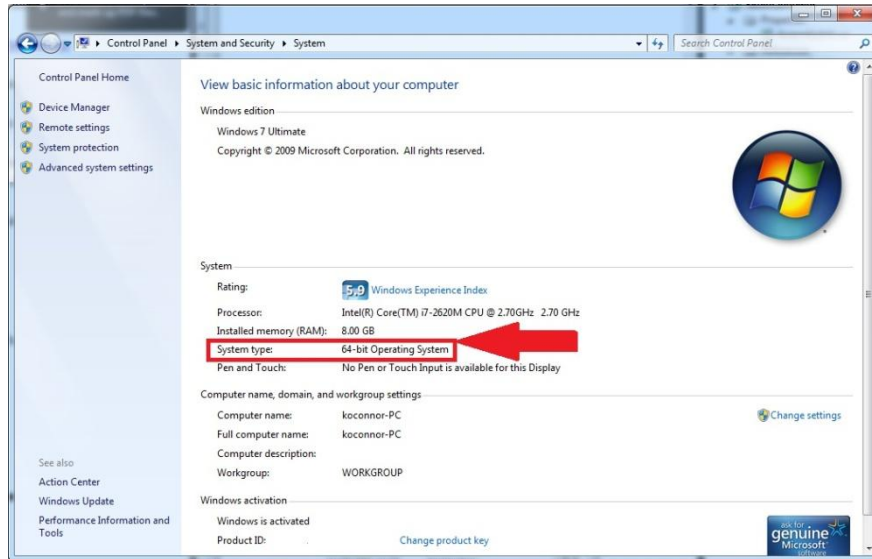 Control Panel ▸ System and Security ▸ System
Search Control Panel
Control Panel Home
Device Manager
Remote settings
System protection
Advanced system settings
See also
Action Center
Windows Update
Performance Information and
Tools
View basic information about your computer
Windows edition
Windows 7 Ultimate
Copyright © 2009 Microsoft Corporation. All rights reserved.
System
Rating: 5,9 Windows Experience Index
Processor: Intel(R) Core(TM) i7-2620M CPU @ 2.70GHz 2.70 GHz
Installed memory (RAM): 8.00 GB
System type: 64-bit Operating System
Pen and Touch: No Pen or Touch Input is available for this Display
Computer name, domain, and workgroup settings
Computer name: koconnor-PC
Change settings
Full computer name: koconnor-PC
Computer description:
Workgroup: WORKGROUP
Windows activation
Windows is activated
Product ID: Change product key
ask for
genuine
Microsoft
software